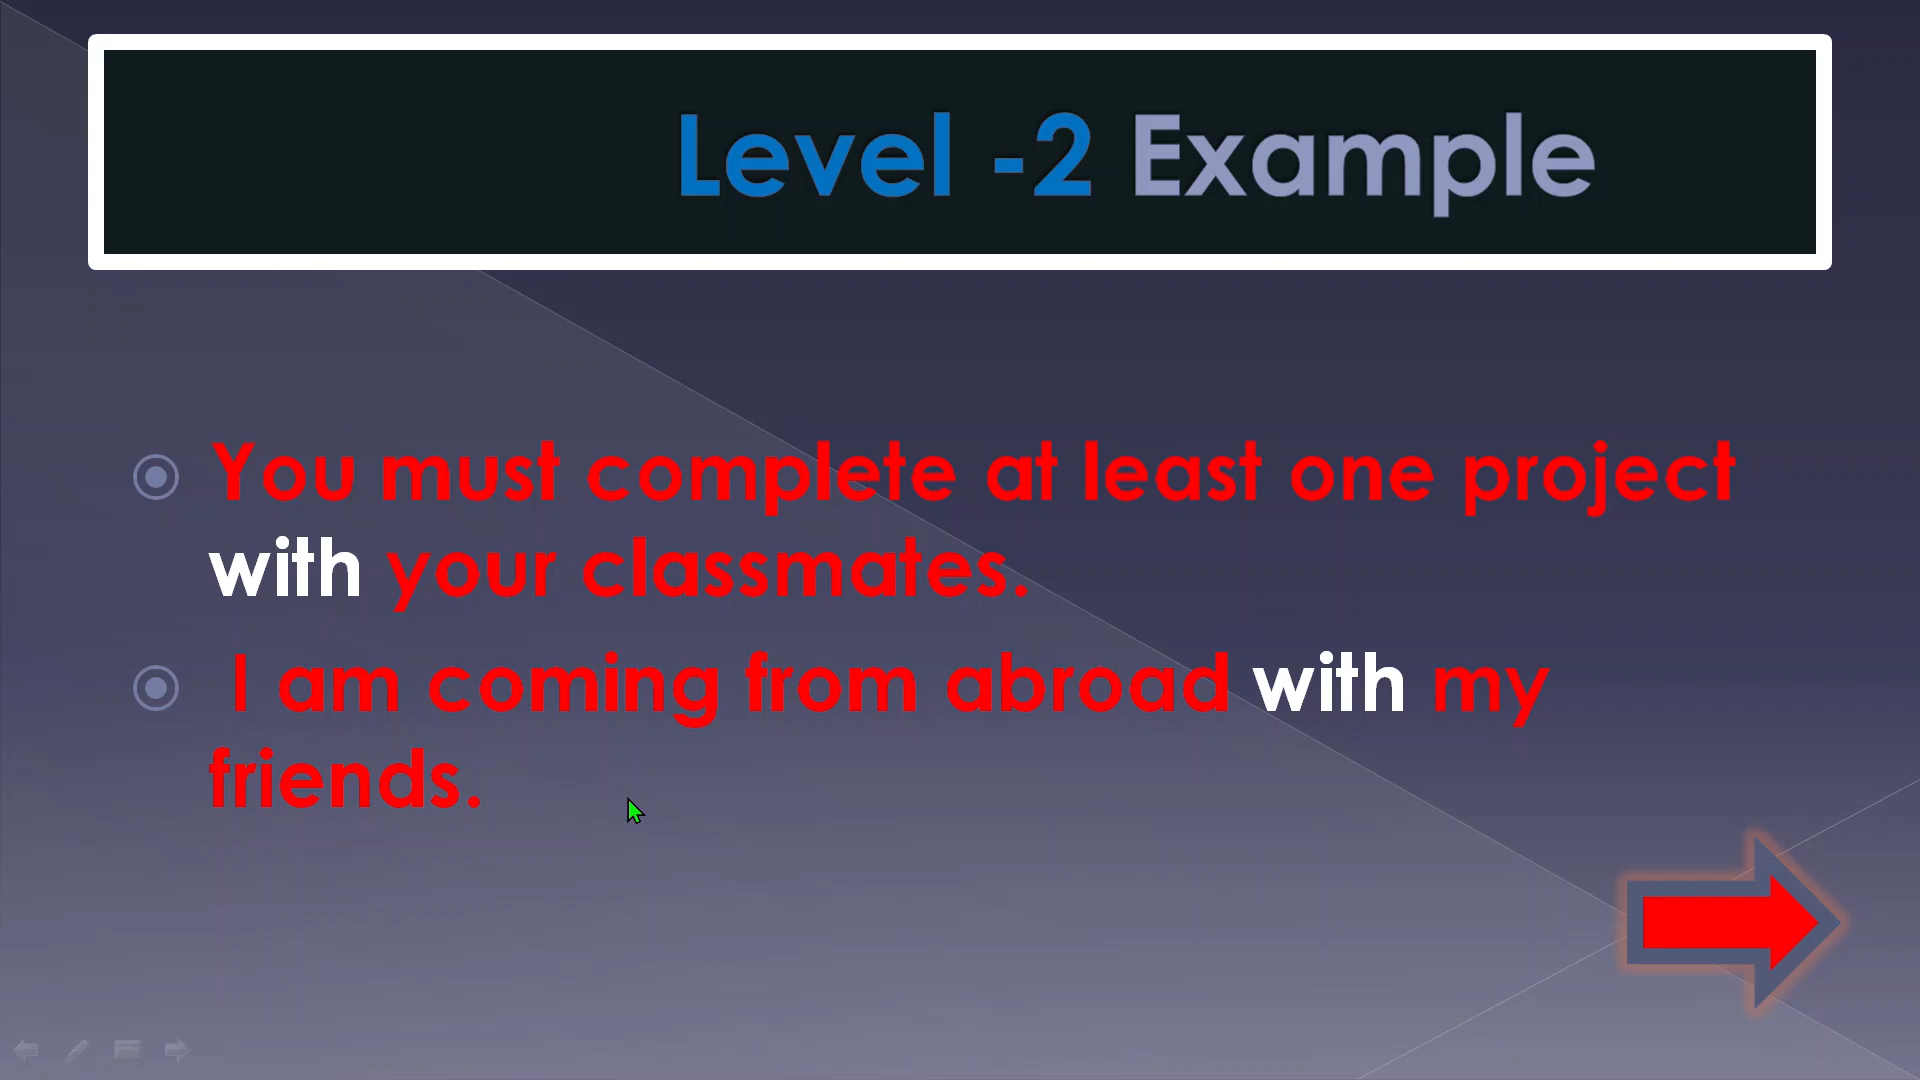 Level -2 Example
You must complete at least one project
with your classmates.
I am coming from abroad with my
friends.